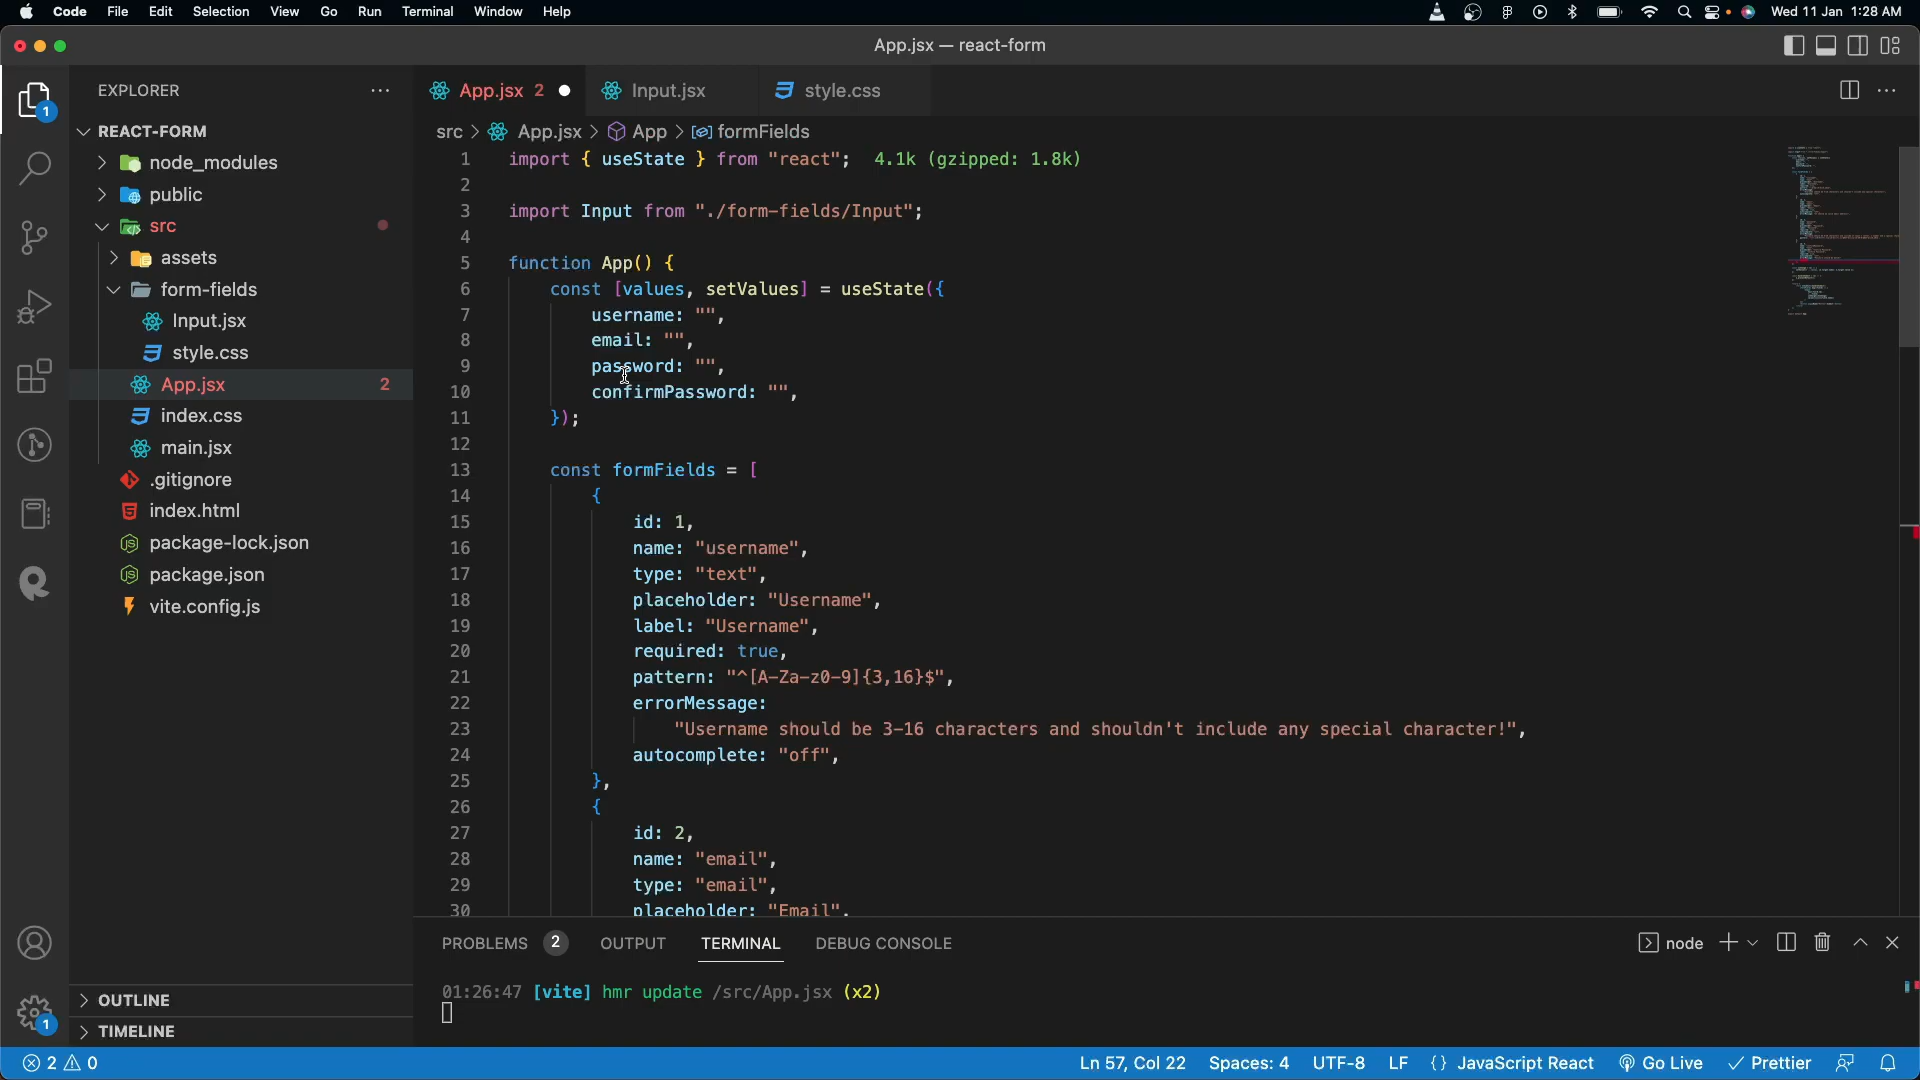 Code File Edit Selection View Go Run Terminal Window Help Wed 11 Jan 1:28 AM
App.jsx — react-form
EXPLORER
REACT-FORM
node_modules
public
src
assets
form-fields
Input.jsx
style.css
App.jsx 2
index.css
main.jsx
.gitignore
index.html
package-lock.json
package.json
vite.config.js
OUTLINE
TIMELINE
1
1
App.jsx 2 Input.jsx style.css
src > App.jsx > App > formFields
1 import { useState } from "react"; 4.1k (gzipped: 1.8k)
2
3 import Input from "./form-fields/Input";
4
5 function App() {
6 const [values, setValues] = useState({
7 username: "",
8 email: "",
9 password: "",
10 confirmPassword: "",
11 });
12
13 const formFields = [
14 {
15 id: 1,
16 name: "username",
17 type: "text",
18 placeholder: "Username",
19 label: "Username",
20 required: true,
21 pattern: "^[A-Za-z0-9]{3,16}$",
22 errorMessage:
23 "Username should be 3-16 characters and shouldn't include any special character!",
24 autocomplete: "off",
25 },
26 {
27 id: 2,
28 name: "email",
29 type: "email",
30 placeholder: "Email",
PROBLEMS 2 OUTPUT TERMINAL DEBUG CONSOLE node
01:26:47 [vite] hmr update /src/App.jsx (x2)
2 0 Ln 57, Col 22 Spaces: 4 UTF-8 LF {} JavaScript React Go Live Prettier